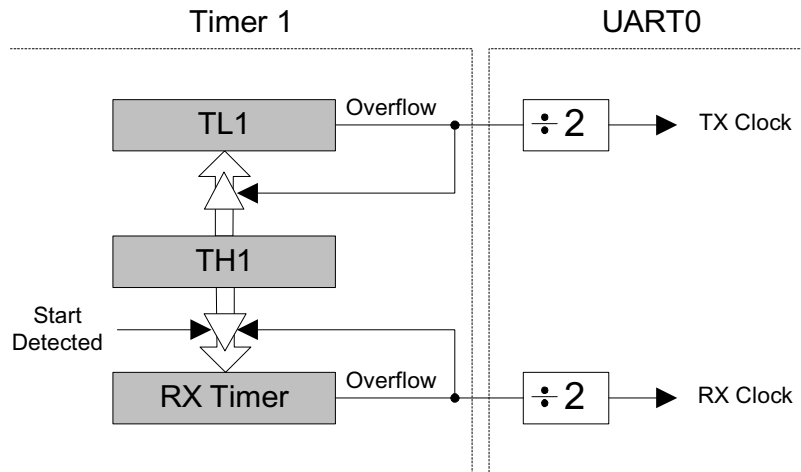 Timer 1
UART0
TL1
Overflow
÷ 2
TX Clock
TH1
Start
Detected
RX Timer
Overflow
÷ 2
RX Clock